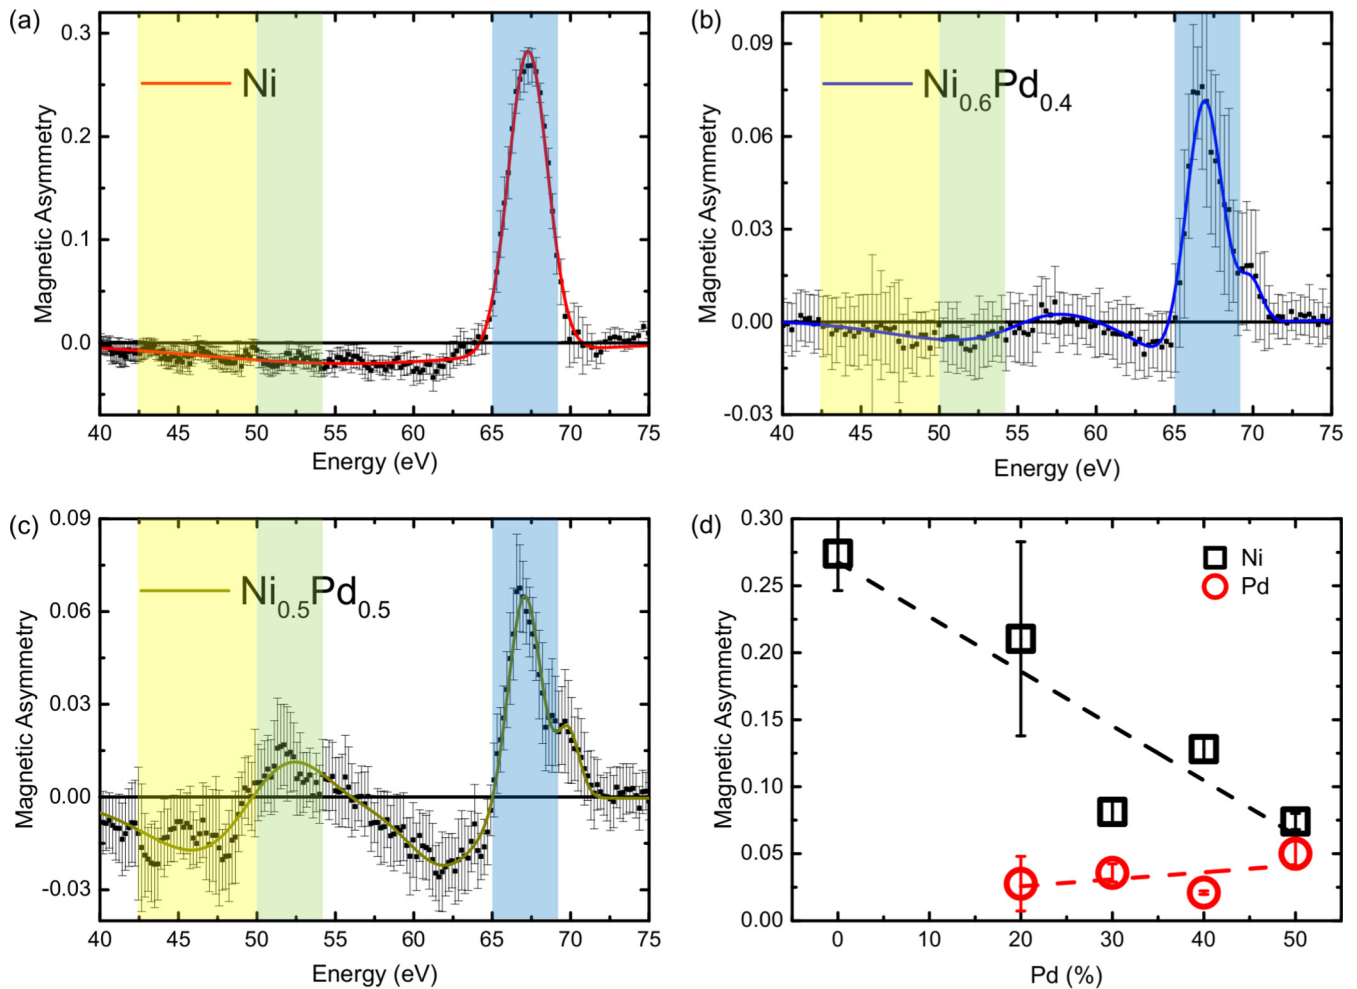 (a)
0.3
0.2
0.1
0.0
Magnetic Asymmetry
Ni
40 45 50 55 60 65 70 75
Energy (eV)
(b)
0.09
0.06
0.03
0.00
-0.03
Magnetic Asymmetry
Ni0.6Pd0.4
40 45 50 55 60 65 70 75
Energy (eV)
(c)
0.09
0.06
0.03
0.00
-0.03
Magnetic Asymmetry
Ni0.5Pd0.5
40 45 50 55 60 65 70 75
Energy (eV)
(d)
0.30
0.25
0.20
0.15
0.10
0.05
0.00
Magnetic Asymmetry
Ni
Pd
0 10 20 30 40 50
Pd (%)